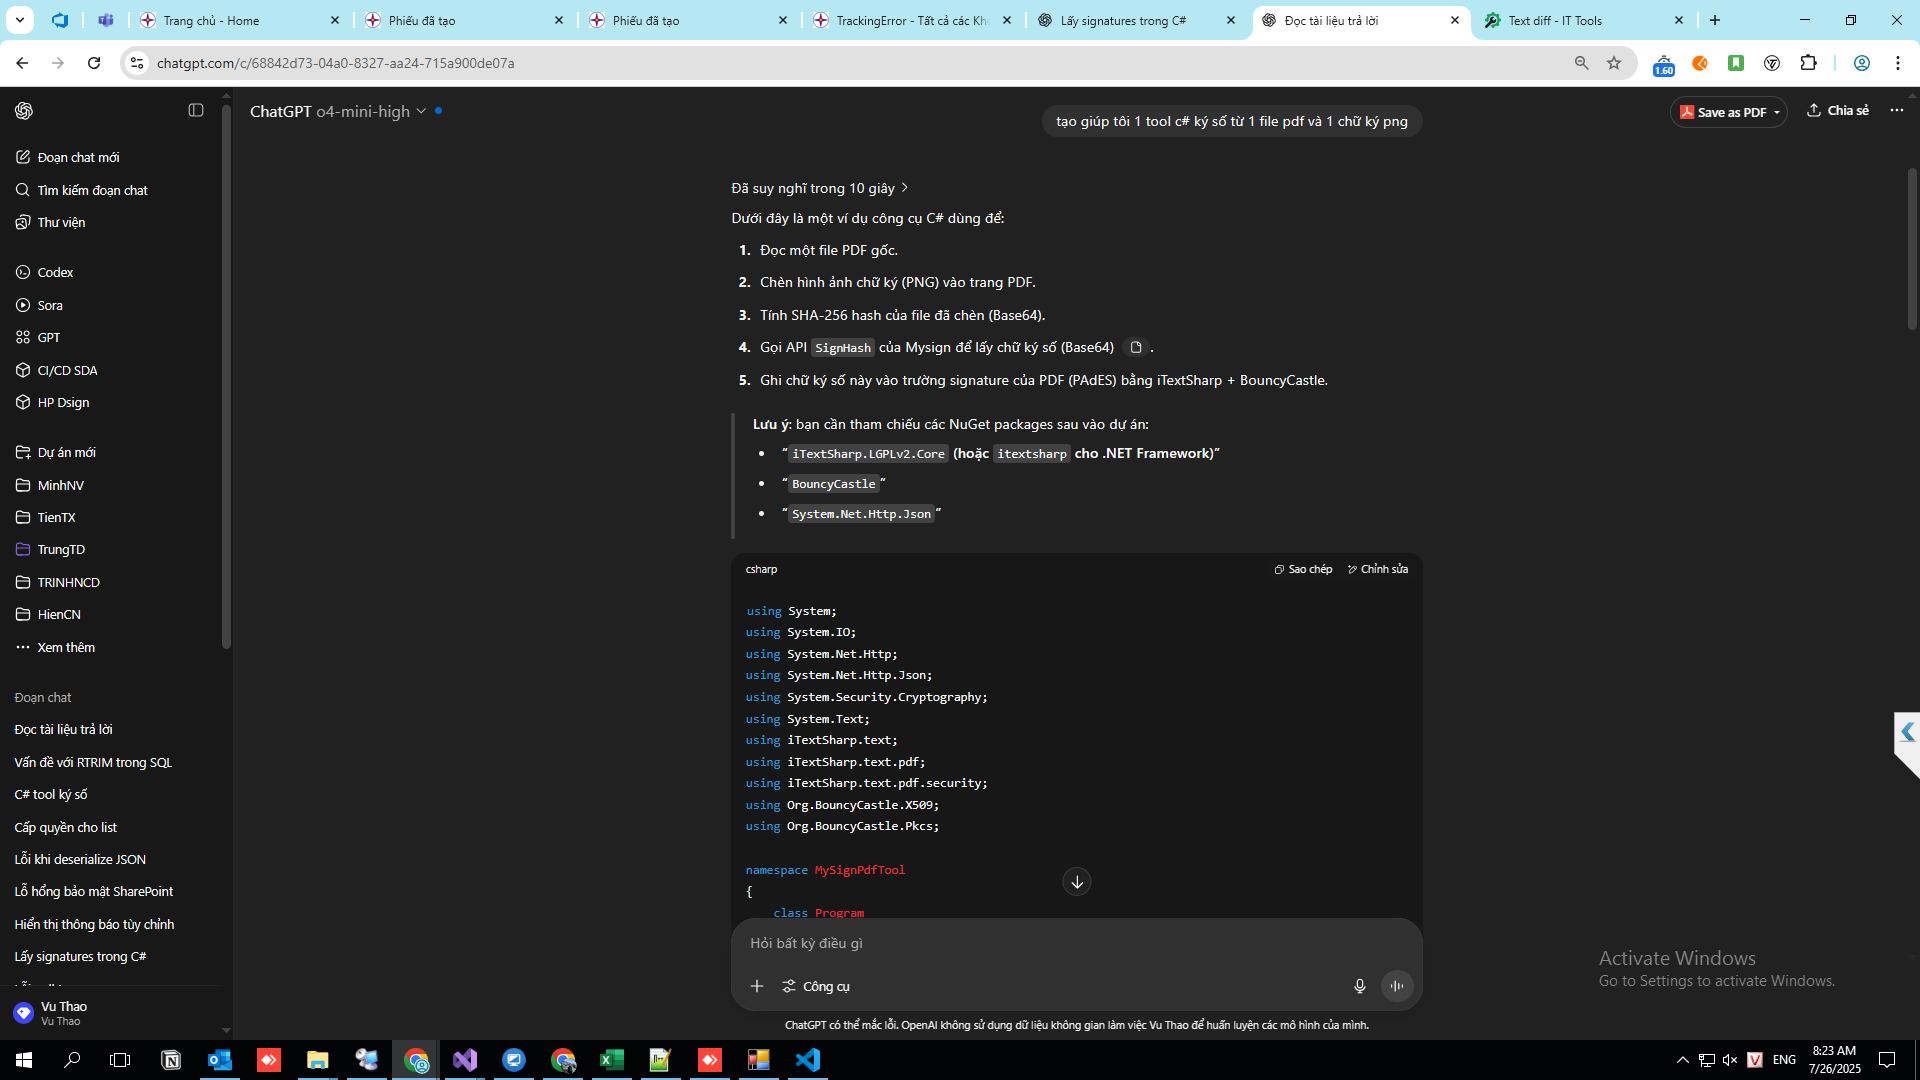 Trang chủ - Home
Phiếu đã tạo
Phiếu đã tạo
TrackingError - Tất cả các Kh
Lấy signatures trong C#
Đọc tài liệu trả lời
Text diff - IT Tools
chatgpt.com/c/68842d73-04a0-8327-aa24-715a900de07a
1.60
ChatGPT o4-mini-high
Save as PDF
Chia sẻ
Đoạn chat mới
Tìm kiếm đoạn chat
Thư viện
Codex
Sora
GPT
CI/CD SDA
HP Dsign
Dự án mới
MinhNV
TienTX
TrungTD
TRINHNCD
HienCN
Xem thêm
Đoạn chat
Đọc tài liệu trả lời
Vấn đề với RTRIM trong SQL
C# tool ký số
Cấp quyền cho list
Lỗi khi deserialize JSON
Lỗ hổng bảo mật SharePoint
Hiển thị thông báo tùy chỉnh
Lấy signatures trong C#
Vu Thao
Vu Thao
tạo giúp tôi 1 tool c# ký số từ 1 file pdf và 1 chữ ký png
Đã suy nghĩ trong 10 giây
Dưới đây là một ví dụ công cụ C# dùng để:
1. Đọc một file PDF gốc.
2. Chèn hình ảnh chữ ký (PNG) vào trang PDF.
3. Tính SHA-256 hash của file đã chèn (Base64).
4. Gọi API SignHash của Mysign để lấy chữ ký số (Base64) .
5. Ghi chữ ký số này vào trường signature của PDF (PAdES) bằng iTextSharp + BouncyCastle.
Lưu ý: bạn cần tham chiếu các NuGet packages sau vào dự án:
• “iTextSharp.LGPLv2.Core (hoặc itextsharp cho .NET Framework)”
• “BouncyCastle”
• “System.Net.Http.Json”
csharp
Sao chép
Chỉnh sửa
using System;
using System.IO;
using System.Net.Http;
using System.Net.Http.Json;
using System.Security.Cryptography;
using System.Text;
using iTextSharp.text;
using iTextSharp.text.pdf;
using iTextSharp.text.pdf.security;
using Org.BouncyCastle.X509;
using Org.BouncyCastle.Pkcs;
namespace MySignPdfTool
{
class Program
Hỏi bất kỳ điều gì
Công cụ
ChatGPT có thể mắc lỗi. OpenAI không sử dụng dữ liệu không gian làm việc Vu Thao để huấn luyện các mô hình của mình.
Activate Windows
Go to Settings to activate Windows.
ENG
8:23 AM
7/26/2025